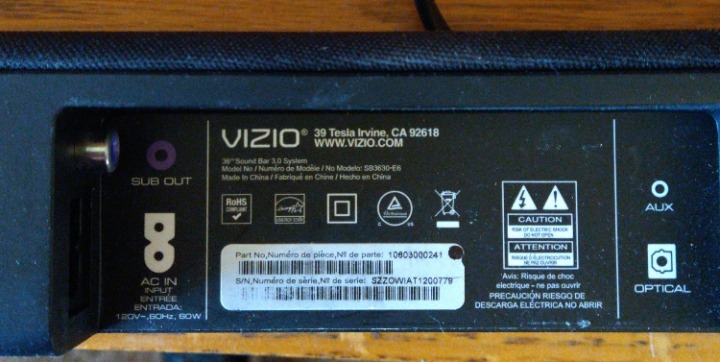 SUB OUT
AC IN
INPUT
ENTRÉE
ENTRADA:
120V~,60Hz, 60W
VIZIO® 39 Tesla Irvine, CA 92618
WWW.VIZIO.COM
36" Sound Bar 3.0 System
Model No / Numéro de Modèle / No Modelo: SB3630-E6
Made in China / Fabriqué en Chine / Hecho en China
RoHS
COMPLIANT
Part No,Numéro de pièce,Nº de parte: 10603000241
S/N,Numéro de série,Nº de serie: SZZOWIAT1200779
CAUTION
RISK OF ELECTRIC SHOCK
DO NOT OPEN
ATTENTION
RISQUE D'ÉLECTROCUTION
NE PAS OUVRIR
Avis: Risque de choc
electrique - ne pas ouvrir
PRECAUCIÓN RIESGO DE
DESCARGA ELÉCTRICA NO ABRIR
AUX
OPTICAL